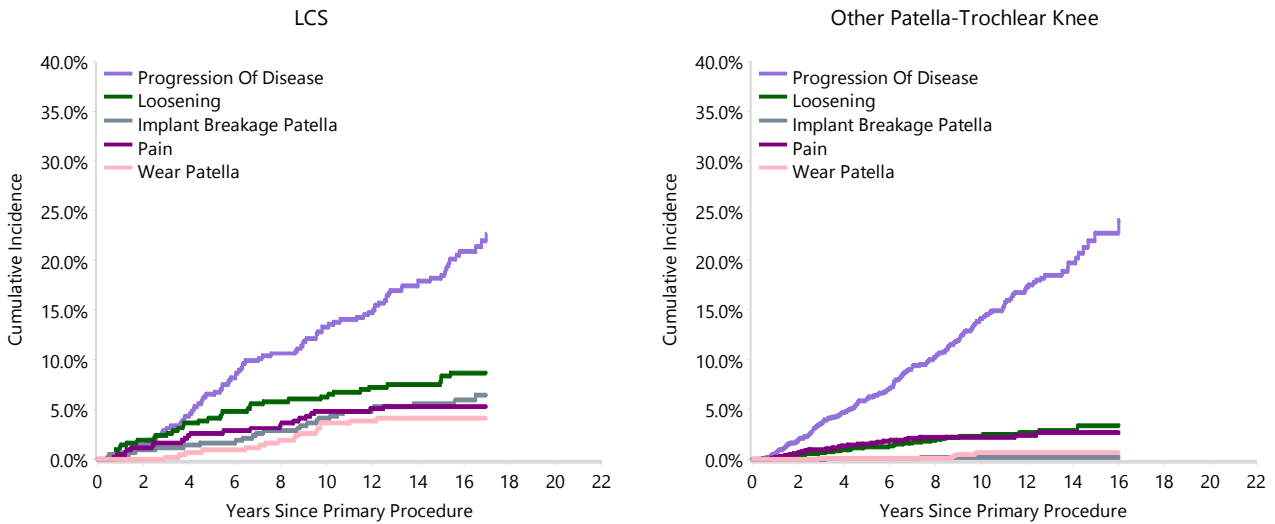 LCS
40.0%
35.0%
30.0%
25.0%
20.0%
15.0%
10.0%
5.0%
0.0%
Cumulative Incidence
Progression Of Disease
Loosening
Implant Breakage Patella
Pain
Wear Patella
0 2 4 6 8 10 12 14 16 18 20 22
Years Since Primary Procedure
Other Patella-Trochlear Knee
40.0%
35.0%
30.0%
25.0%
20.0%
15.0%
10.0%
5.0%
0.0%
Cumulative Incidence
Progression Of Disease
Loosening
Implant Breakage Patella
Pain
Wear Patella
0 2 4 6 8 10 12 14 16 18 20 22
Years Since Primary Procedure